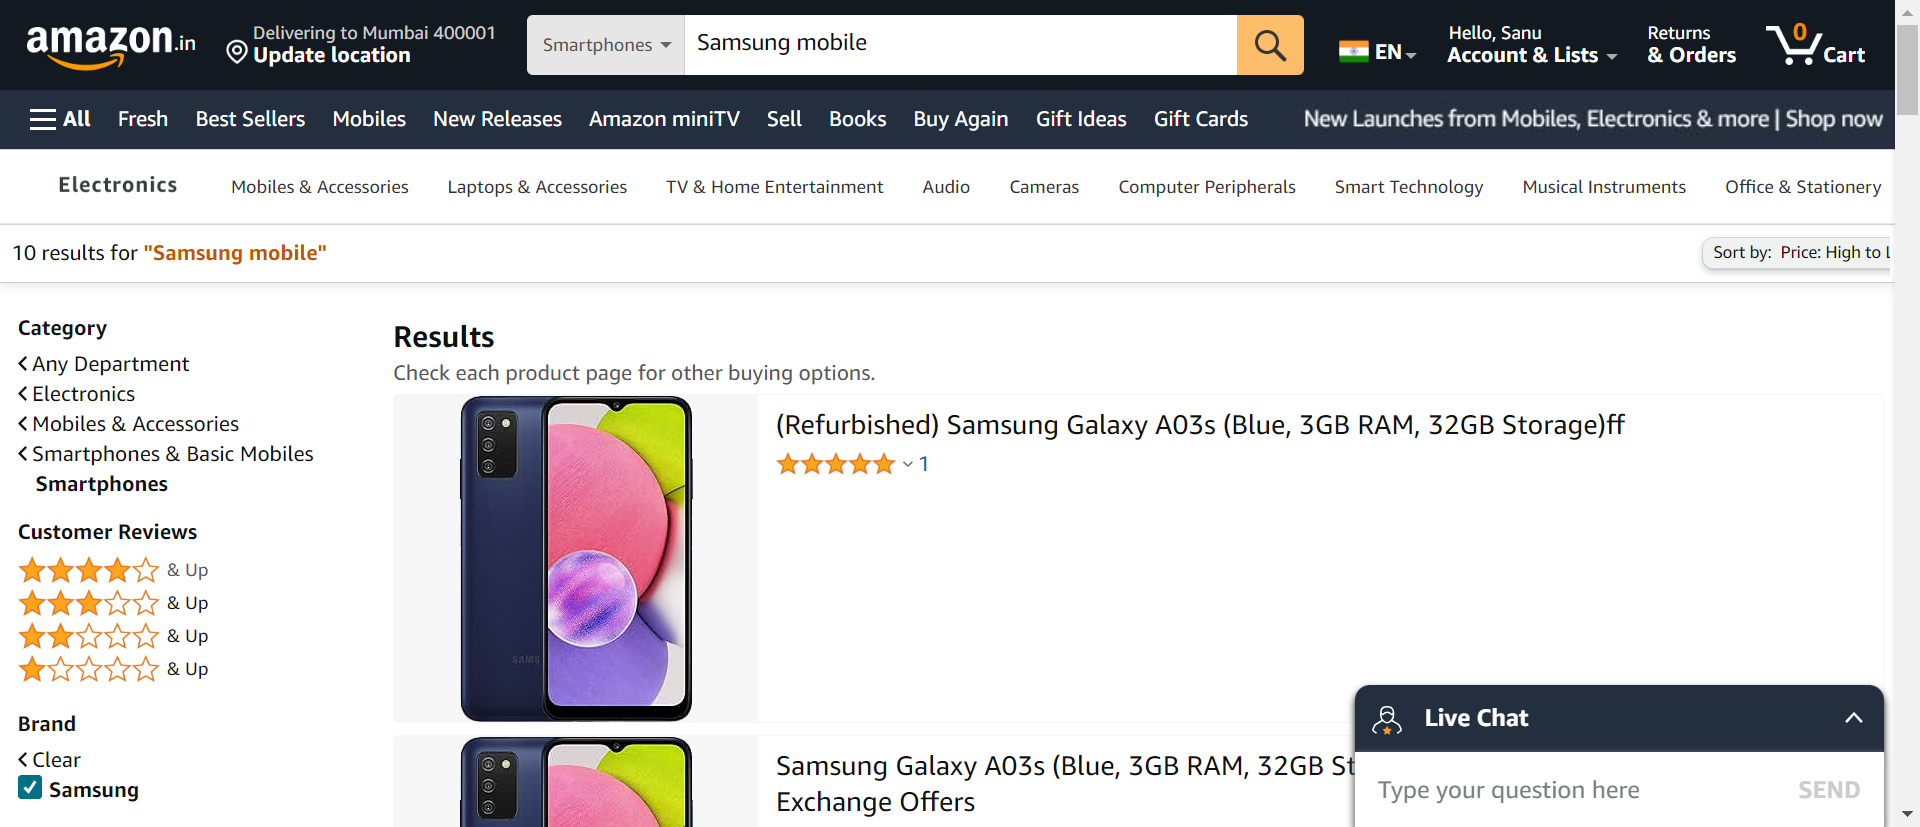 amazon.in
Delivering to Mumbai 400001
Update location
Smartphones
Samsung mobile
EN
Hello, Sanu
Account & Lists
Returns
& Orders
0
Cart
All
Fresh
Best Sellers
Mobiles
New Releases
Amazon miniTV
Sell
Books
Buy Again
Gift Ideas
Gift Cards
New Launches from Mobiles, Electronics & more | Shop now
Electronics
Mobiles & Accessories
Laptops & Accessories
TV & Home Entertainment
Audio
Cameras
Computer Peripherals
Smart Technology
Musical Instruments
Office & Stationery
10 results for "Samsung mobile"
Sort by: Price: High to L
Category
Any Department
Electronics
Mobiles & Accessories
Smartphones & Basic Mobiles
Smartphones
Customer Reviews
& Up
& Up
& Up
& Up
Brand
Clear
Samsung
Results
Check each product page for other buying options.
SAMS
(Refurbished) Samsung Galaxy A03s (Blue, 3GB RAM, 32GB Storage)ff
1
Samsung Galaxy A03s (Blue, 3GB RAM, 32GB St
Exchange Offers
Live Chat
Type your question here
SEND